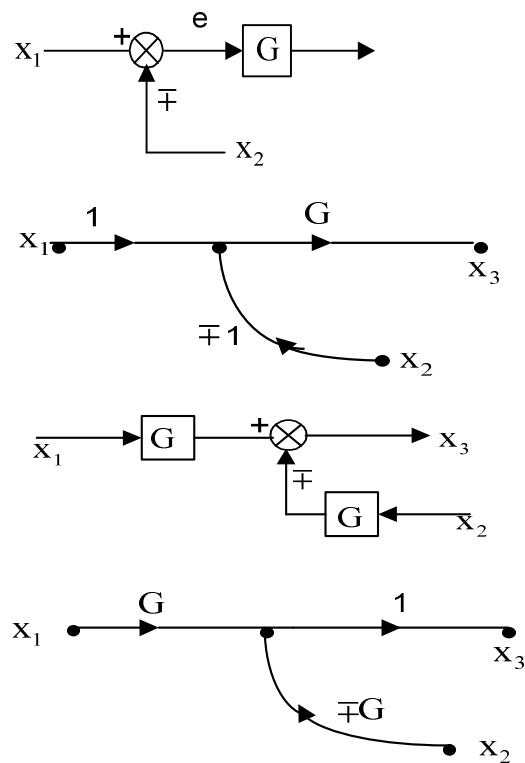 e
x₁ + G
∓
x₂
1 G
x₁
x₃
∓1
x₂
x₁ G + x₃
∓
G x₂
G 1
x₁
x₃
∓G
x₂